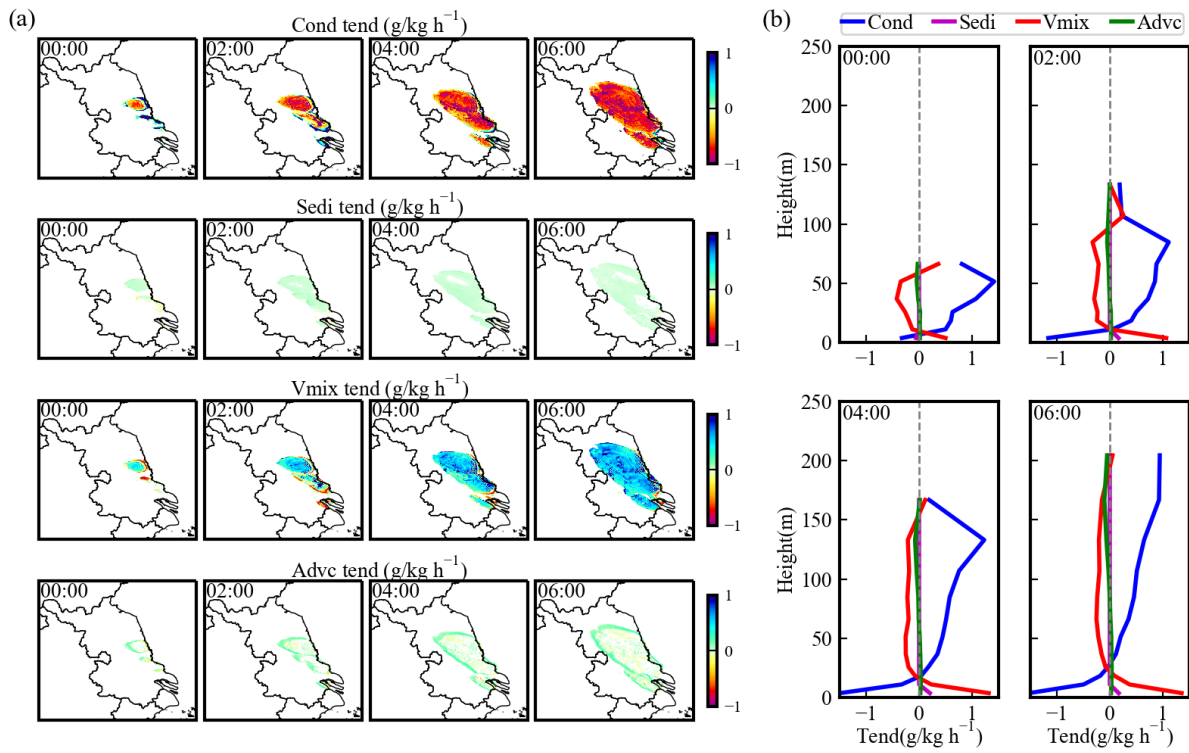 (a)
Cond tend (g/kg h⁻¹)
00:00 02:00 04:00 06:00
1
0
−1
Sedi tend (g/kg h⁻¹)
00:00 02:00 04:00 06:00
1
0
−1
Vmix tend (g/kg h⁻¹)
00:00 02:00 04:00 06:00
1
0
−1
Advc tend (g/kg h⁻¹)
00:00 02:00 04:00 06:00
1
0
−1
(b)
Cond Sedi Vmix Advc
00:00 02:00
250
200
150
100
50
0
Height(m)
−1 0 1 −1 0 1
04:00 06:00
250
200
150
100
50
0
Height(m)
−1 0 1 −1 0 1
Tend(g/kg h⁻¹) Tend(g/kg h⁻¹)